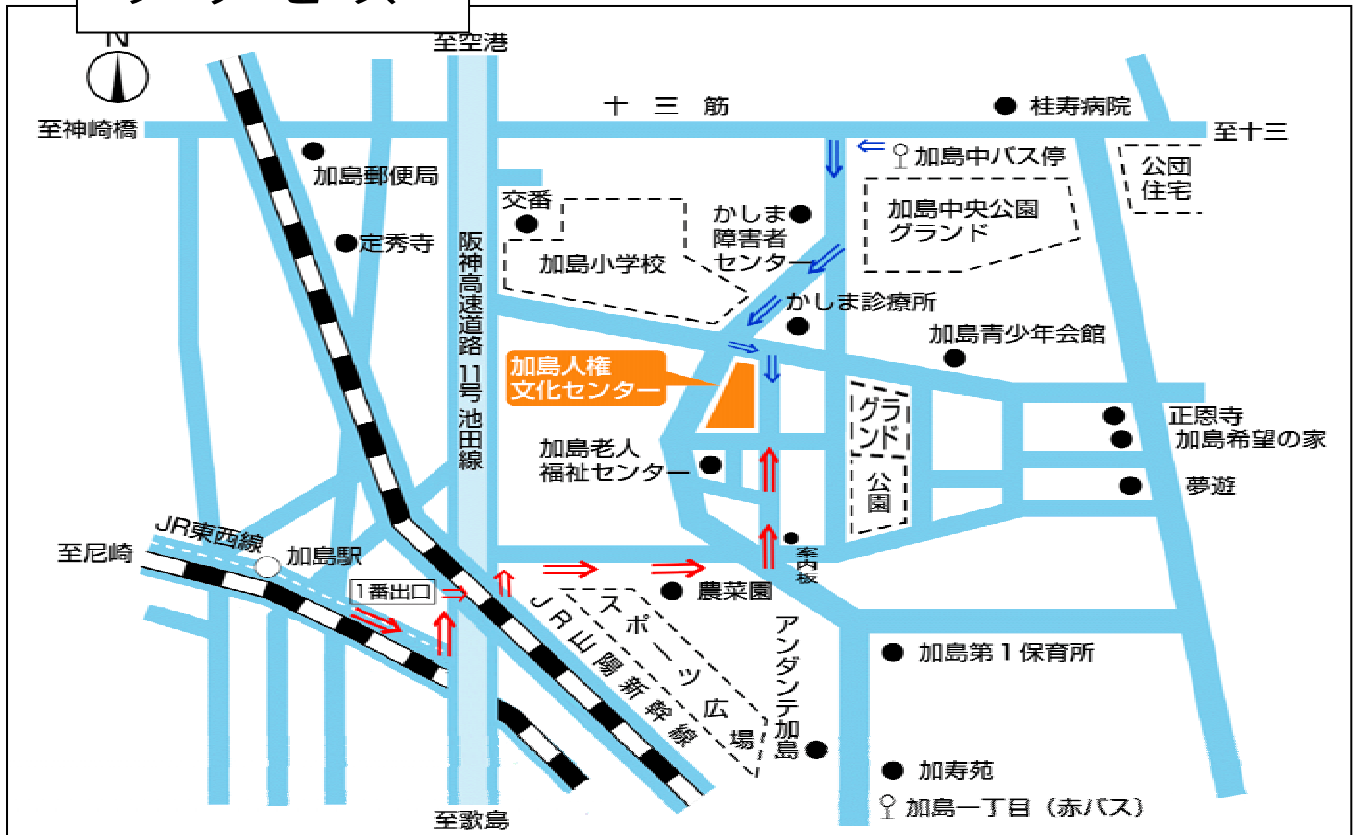 N
至空港
十三筋
桂寿病院
至神崎橋
至十三
加島郵便局
加島中バス停
公団
住宅
交番
かしま
障害者
センター
加島中央公園
グランド
定秀寺
加島小学校
阪神高速道路 11号 池田線
かしま診療所
加島青少年会館
加島人権
文化センター
グランド
正恩寺
加島希望の家
加島老人
福祉センター
公園
夢遊
JR東西線
至尼崎
加島駅
案内板
1番出口
農菜園
スポーツ広場
JR山陽新幹線
アンダンテ加島
加島第1保育所
加寿苑
加島一丁目（赤バス）
至歌島